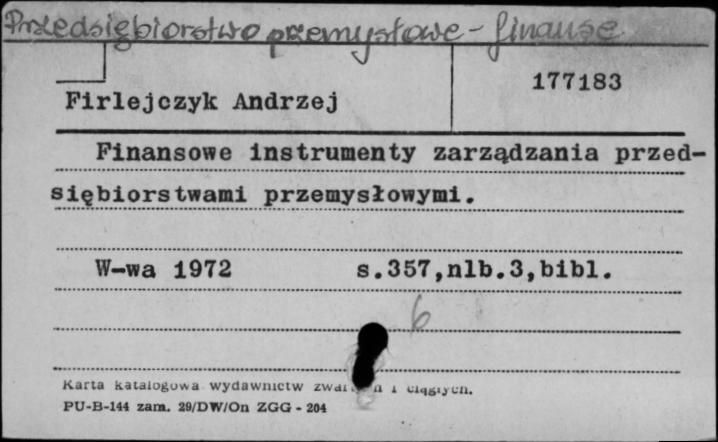 Przedsiębiorstwo przemysłowe - finanse
177183
Firlejczyk Andrzej
Finansowe instrumenty zarządzania przed-
siębiorstwami przemysłowymi.
W-wa 1972 s.357,nlb.3,bibl.
6
Karta katalogowa wydawnictw i ciągłych.
PU-B-144 zam. 29/DW/On ZGG - 204